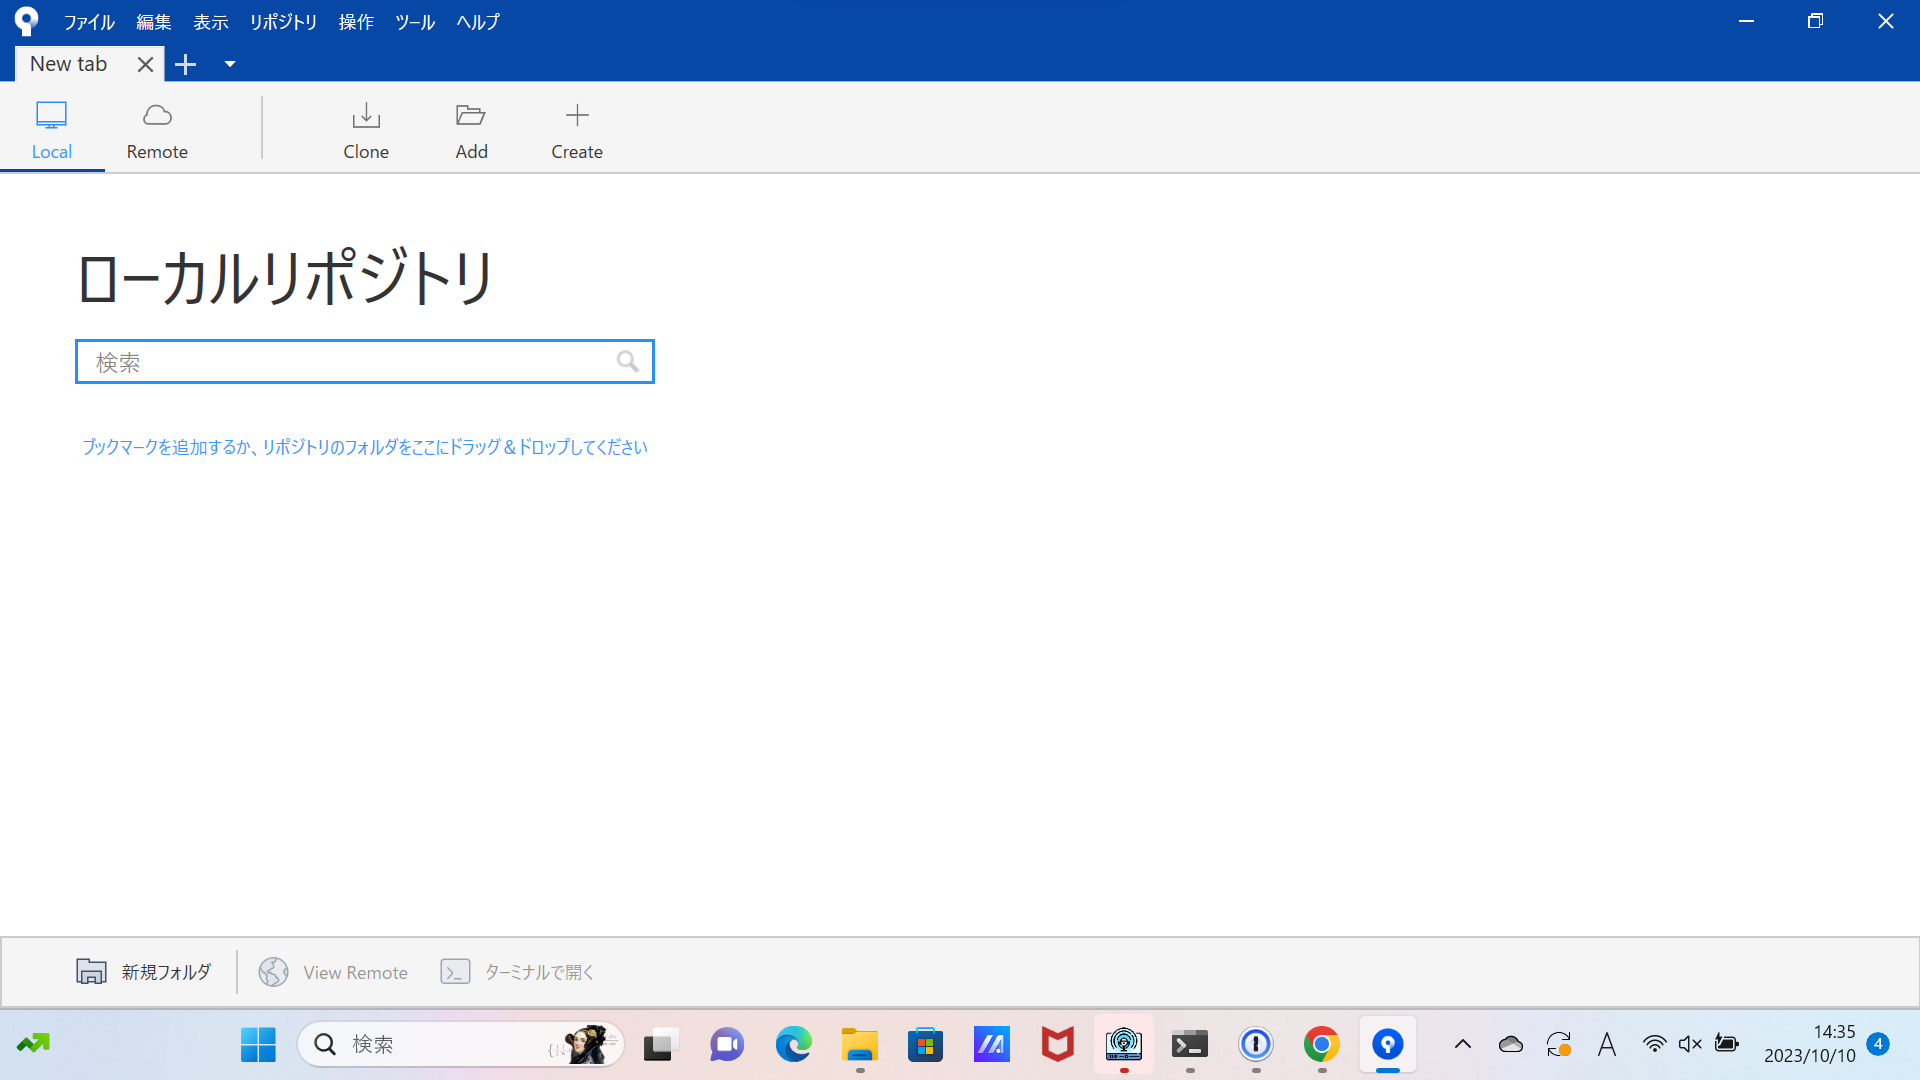 ファイル 編集 表示 リポジトリ 操作 ツール ヘルプ
New tab
Local Remote Clone Add Create
ローカルリポジトリ
検索
ブックマークを追加するか、リポジトリのフォルダをここにドラッグ＆ドロップしてください
新規フォルダ View Remote ターミナルで開く
検索
A
14:35
2023/10/10
4